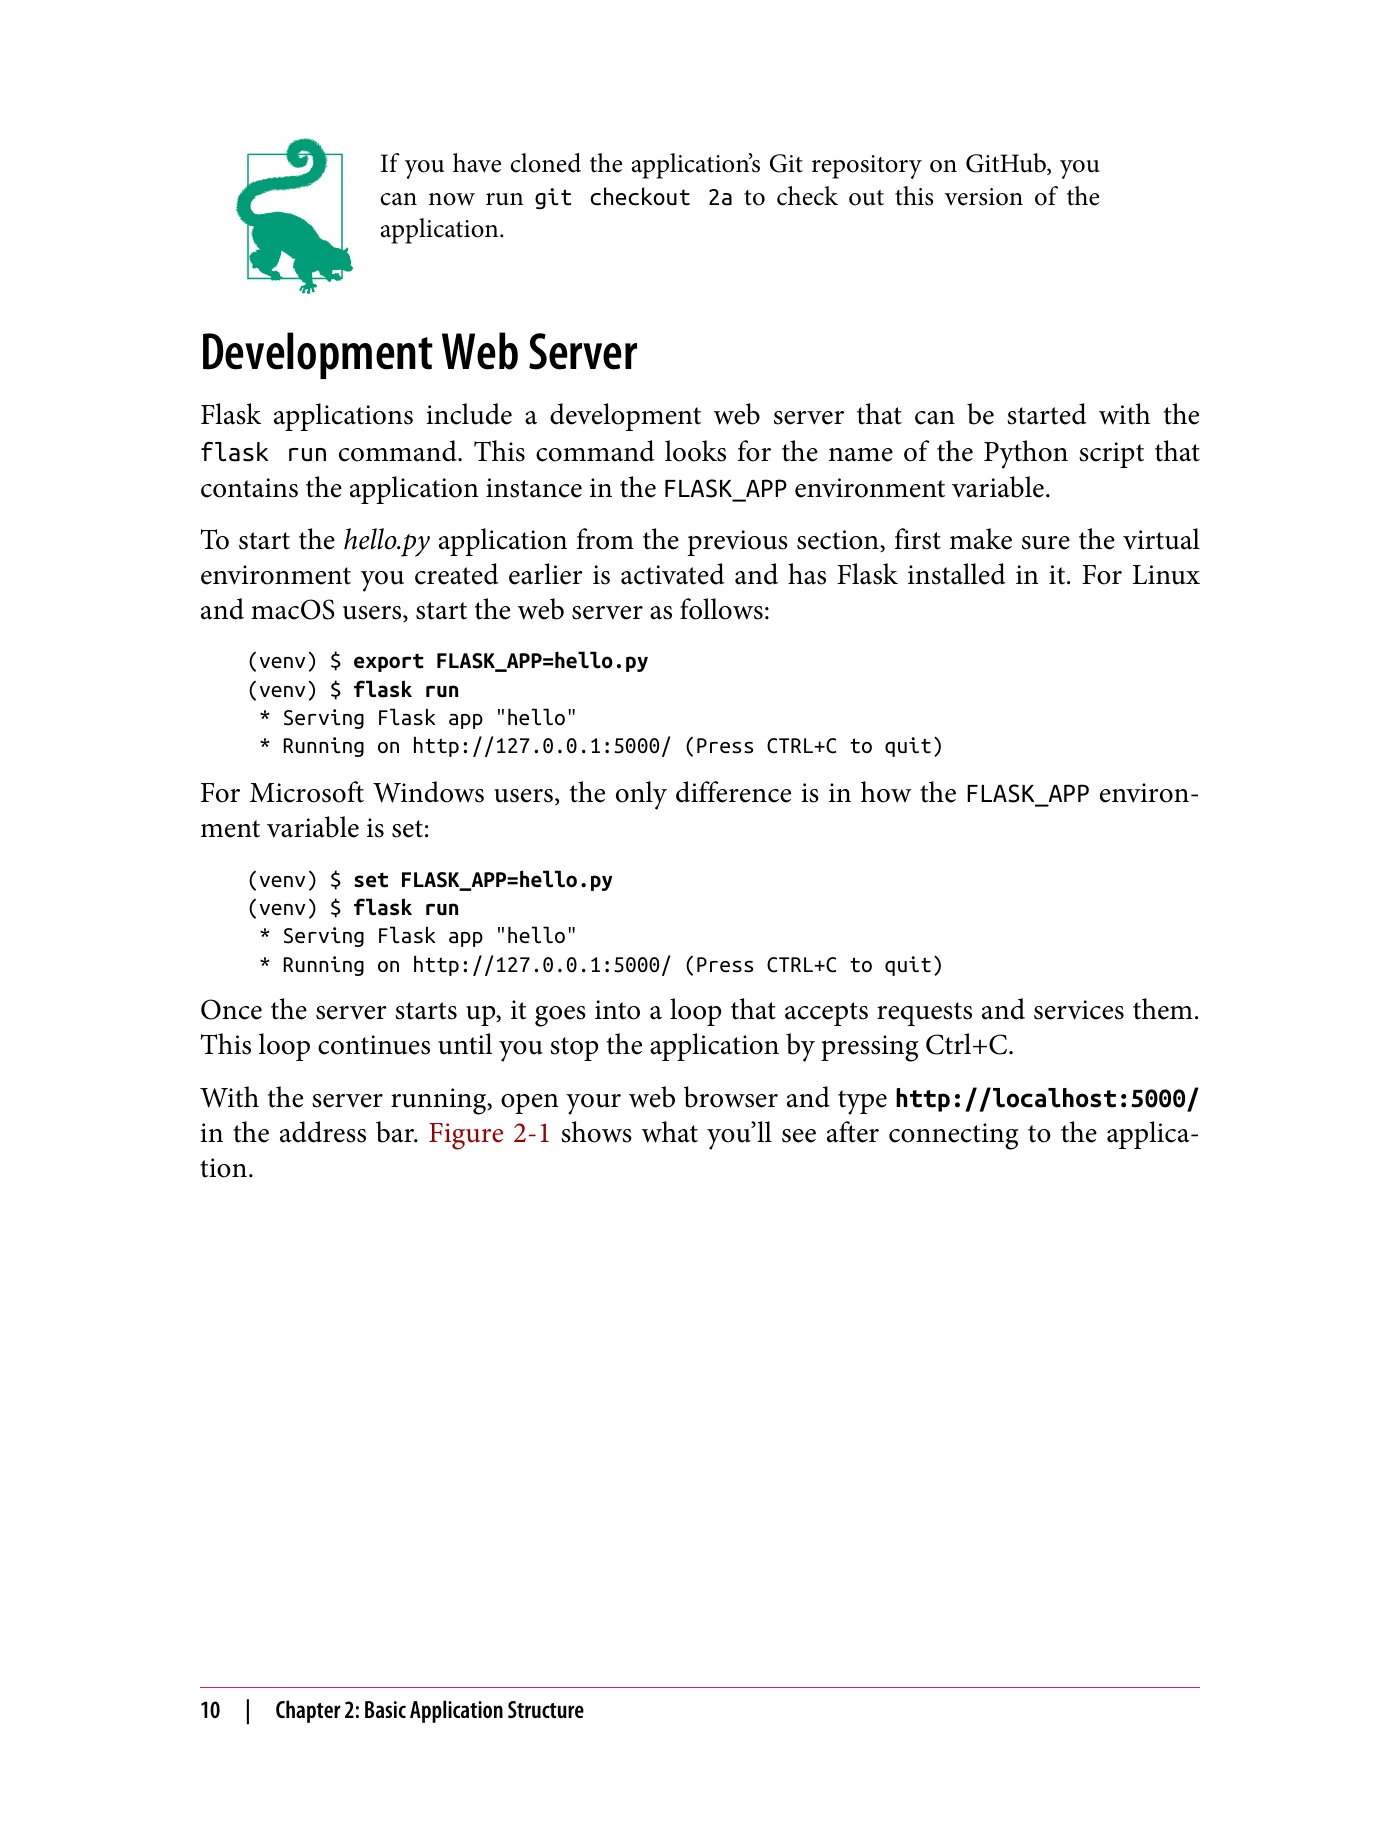 If you have cloned the application’s Git repository on GitHub, you
can now run git checkout 2a to check out this version of the
application.
Development Web Server
Flask applications include a development web server that can be started with the
flask run command. This command looks for the name of the Python script that
contains the application instance in the FLASK_APP environment variable.
To start the hello.py application from the previous section, first make sure the virtual
environment you created earlier is activated and has Flask installed in it. For Linux
and macOS users, start the web server as follows:
(venv) $ export FLASK_APP=hello.py
(venv) $ flask run
 * Serving Flask app "hello"
 * Running on http://127.0.0.1:5000/ (Press CTRL+C to quit)
For Microsoft Windows users, the only difference is in how the FLASK_APP environ-
ment variable is set:
(venv) $ set FLASK_APP=hello.py
(venv) $ flask run
 * Serving Flask app "hello"
 * Running on http://127.0.0.1:5000/ (Press CTRL+C to quit)
Once the server starts up, it goes into a loop that accepts requests and services them.
This loop continues until you stop the application by pressing Ctrl+C.
With the server running, open your web browser and type http://localhost:5000/
in the address bar. Figure 2-1 shows what you’ll see after connecting to the applica-
tion.
10 | Chapter 2: Basic Application Structure